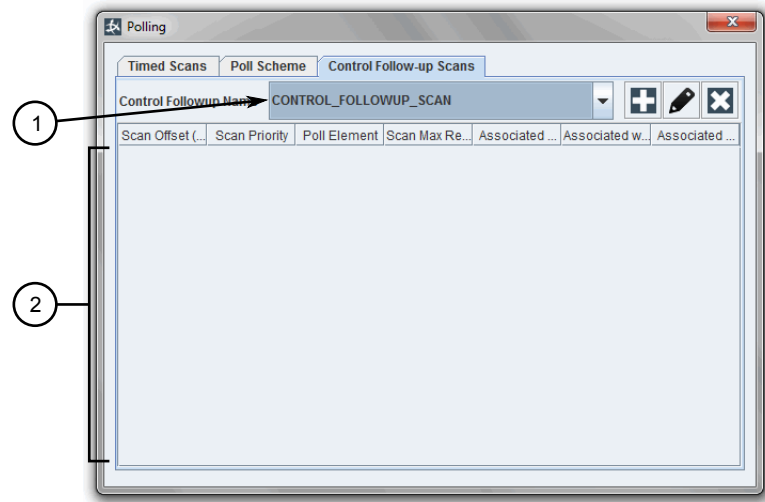 Polling
Timed Scans Poll Scheme Control Follow-up Scans
Control Followup Name CONTROL_FOLLOWUP_SCAN
1
Scan Offset (... Scan Priority Poll Element Scan Max Re... Associated ... Associated w... Associated ...
2